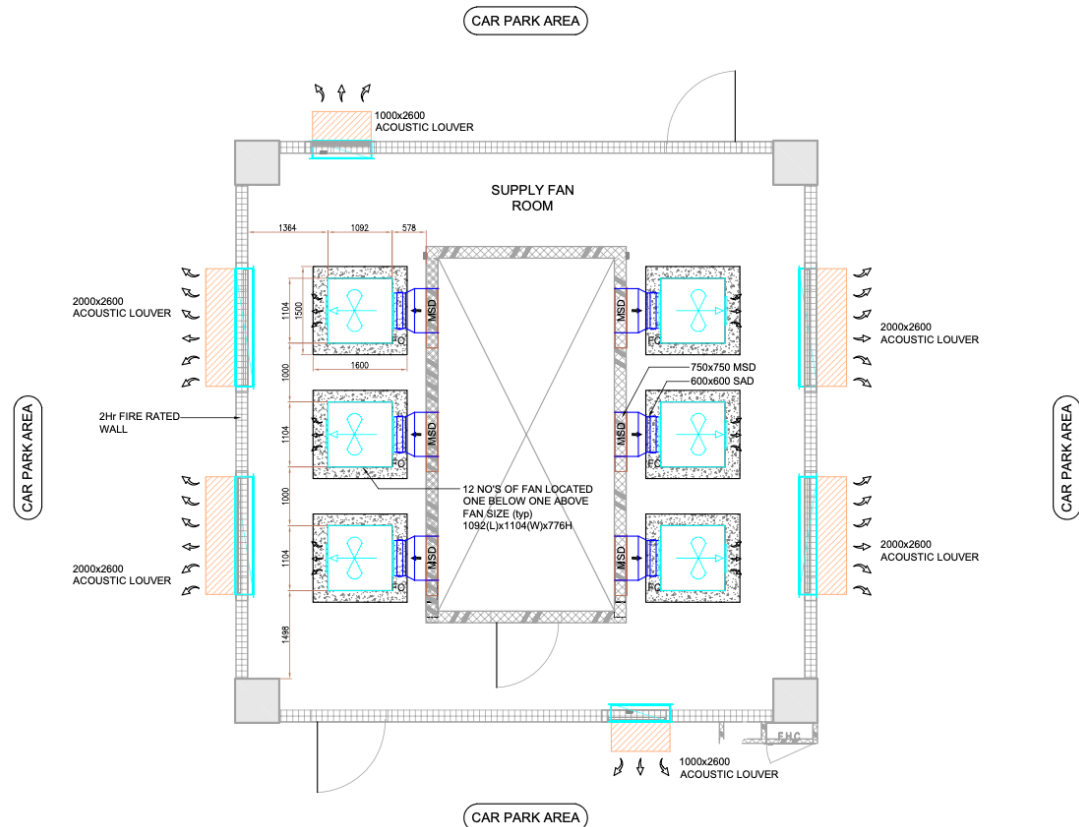 CAR PARK AREA
1000x2600
ACOUSTIC LOUVER
SUPPLY FAN
ROOM
1364
1092
578
2000x2600
ACOUSTIC LOUVER
1104
1500
FO
MSD
MSD
FC
2000x2600
ACOUSTIC LOUVER
1600
1000
750x750 MSD
600x600 SAD
2Hr FIRE RATED
WALL
CAR PARK AREA
1104
FO
MSD
MSD
FC
CAR PARK AREA
1000
12 NO'S OF FAN LOCATED
ONE BELOW ONE ABOVE
FAN SIZE (typ)
1092(L)x1104(W)x776H
2000x2600
ACOUSTIC LOUVER
1104
FO
MSD
MSD
FC
2000x2600
ACOUSTIC LOUVER
1498
F.H.C
1000x2600
ACOUSTIC LOUVER
CAR PARK AREA